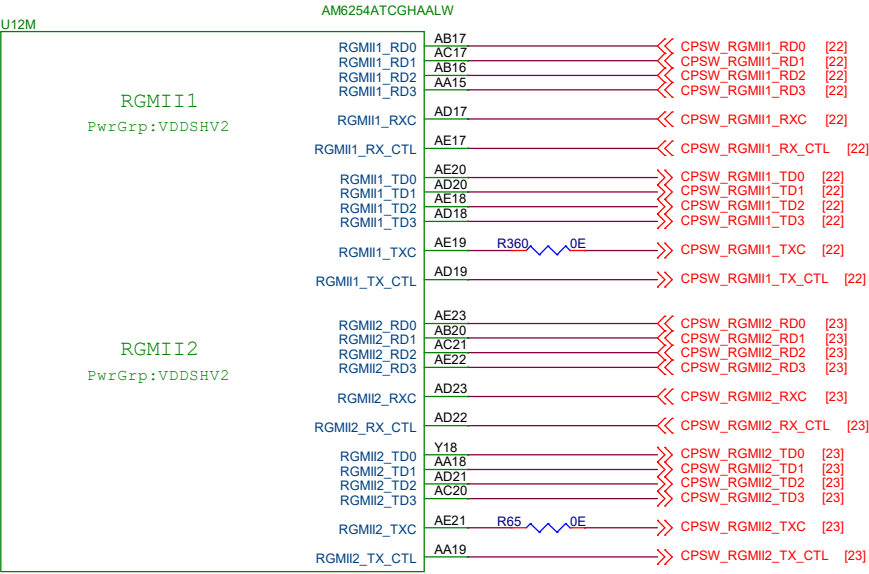 AM6254ATCGHAALW
U12M
RGMII1
PwrGrp:VDDSHV2
RGMII1_RD0 AB17 CPSW_RGMII1_RD0 [22]
RGMII1_RD1 AC17 CPSW_RGMII1_RD1 [22]
RGMII1_RD2 AB16 CPSW_RGMII1_RD2 [22]
RGMII1_RD3 AA15 CPSW_RGMII1_RD3 [22]
RGMII1_RXC AD17 CPSW_RGMII1_RXC [22]
RGMII1_RX_CTL AE17 CPSW_RGMII1_RX_CTL [22]
RGMII1_TD0 AE20 CPSW_RGMII1_TD0 [22]
RGMII1_TD1 AD20 CPSW_RGMII1_TD1 [22]
RGMII1_TD2 AE18 CPSW_RGMII1_TD2 [22]
RGMII1_TD3 AD18 CPSW_RGMII1_TD3 [22]
RGMII1_TXC AE19 R360 0E CPSW_RGMII1_TXC [22]
RGMII1_TX_CTL AD19 CPSW_RGMII1_TX_CTL [22]
RGMII2
PwrGrp:VDDSHV2
RGMII2_RD0 AE23 CPSW_RGMII2_RD0 [23]
RGMII2_RD1 AB20 CPSW_RGMII2_RD1 [23]
RGMII2_RD2 AC21 CPSW_RGMII2_RD2 [23]
RGMII2_RD3 AE22 CPSW_RGMII2_RD3 [23]
RGMII2_RXC AD23 CPSW_RGMII2_RXC [23]
RGMII2_RX_CTL AD22 CPSW_RGMII2_RX_CTL [23]
RGMII2_TD0 Y18 CPSW_RGMII2_TD0 [23]
RGMII2_TD1 AA18 CPSW_RGMII2_TD1 [23]
RGMII2_TD2 AD21 CPSW_RGMII2_TD2 [23]
RGMII2_TD3 AC20 CPSW_RGMII2_TD3 [23]
RGMII2_TXC AE21 R65 0E CPSW_RGMII2_TXC [23]
RGMII2_TX_CTL AA19 CPSW_RGMII2_TX_CTL [23]